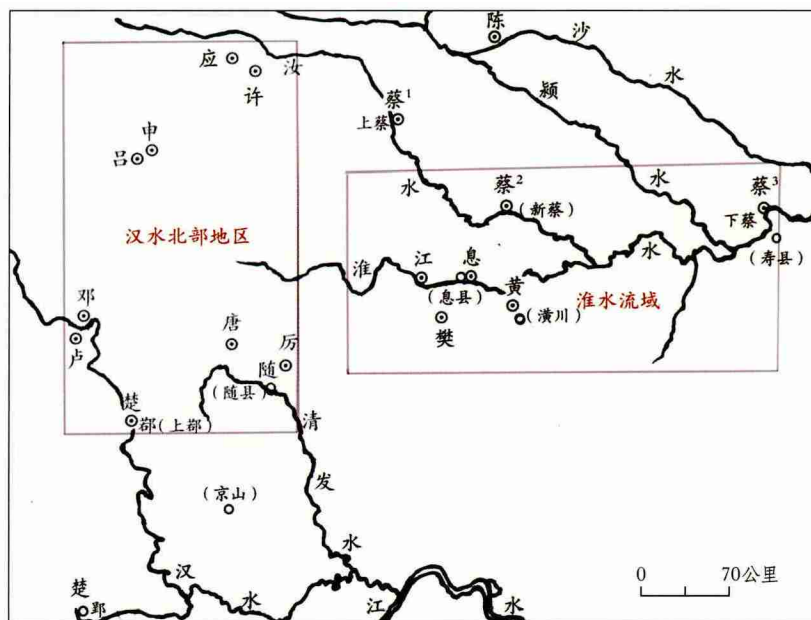 陈
沙
水
应
许
汝
颍
水
蔡¹
上蔡
水
申
吕
蔡²
(新蔡)
蔡³
下蔡
(寿县)
汉水北部地区
淮
江
息
(息县)
黄
(潢川)
樊
水
淮水流域
邓
卢
唐
厉
随
(随县)
楚
鄀(上鄀)
清
发
水
(京山)
汉
水
楚
郢
江
水
0 70公里